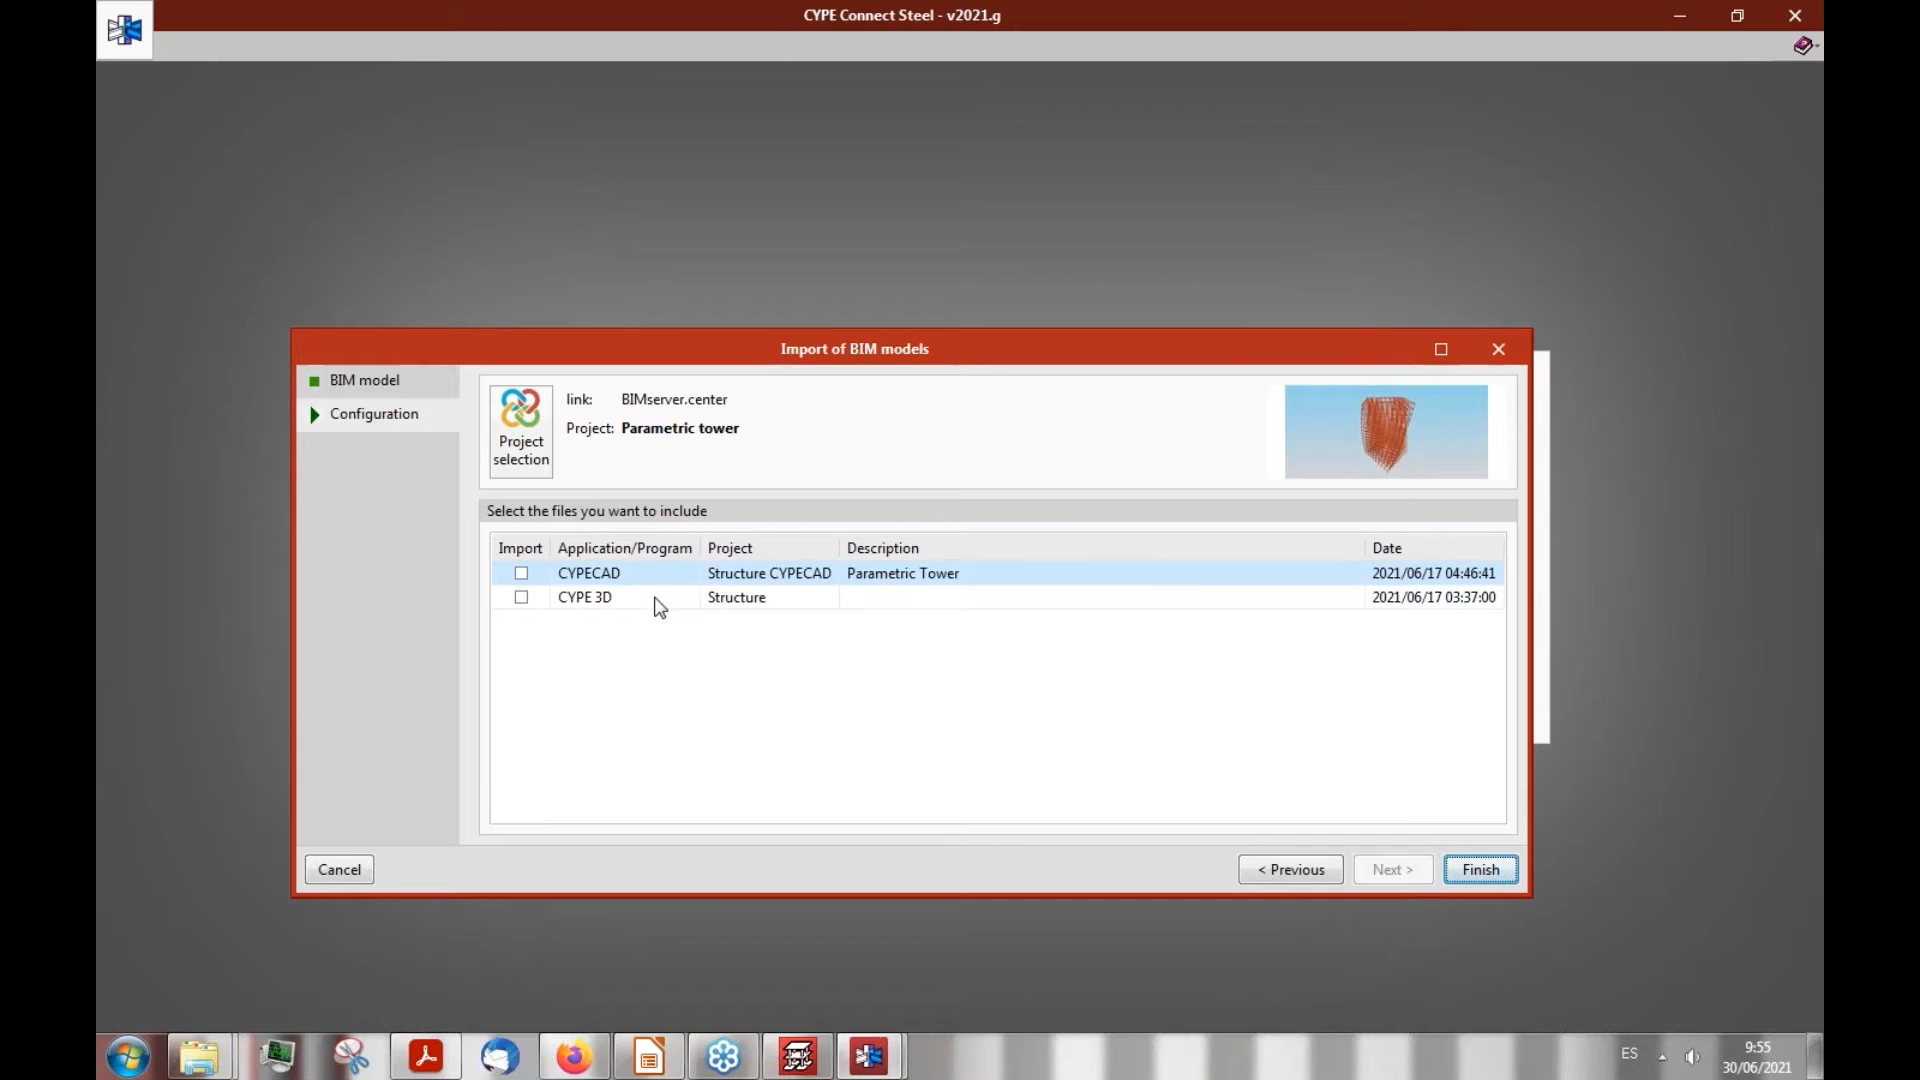 CYPE Connect Steel - v2021.g
Import of BIM models
BIM model
Configuration
Project
selection
link: BIMserver.center
Project: Parametric tower
Select the files you want to include
Import Application/Program Project Description Date
CYPECAD Structure CYPECAD Parametric Tower 2021/06/17 04:46:41
CYPE 3D Structure 2021/06/17 03:37:00
Cancel < Previous Next > Finish
ES 9:55
30/06/2021